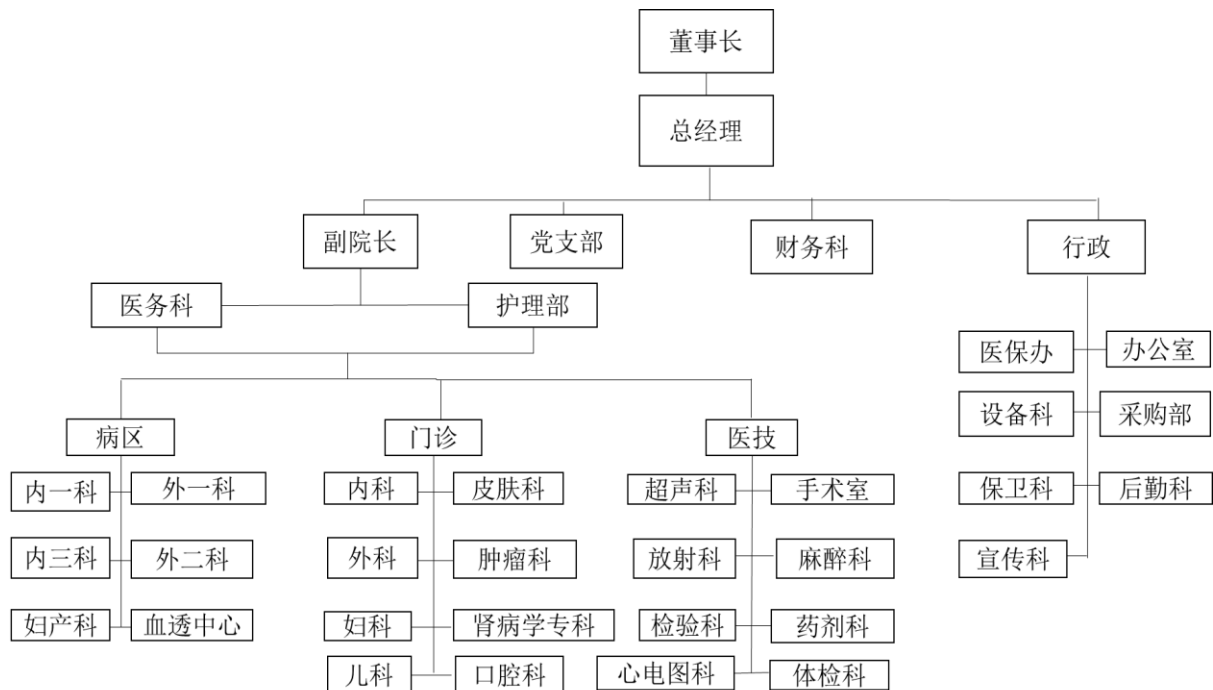 董事长
总经理
副院长
党支部
财务科
行政
医务科
护理部
医保办
办公室
设备科
采购部
病区
门诊
医技
内一科
外一科
内科
皮肤科
超声科
手术室
保卫科
后勤科
内三科
外二科
外科
肿瘤科
放射科
麻醉科
宣传科
妇产科
血透中心
妇科
肾病学专科
检验科
药剂科
儿科
口腔科
心电图科
体检科